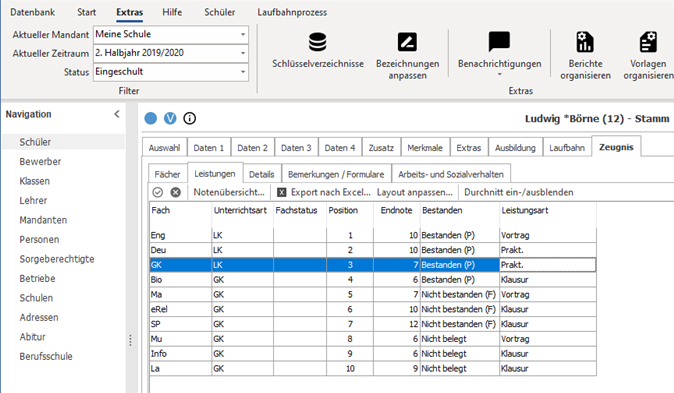 Datenbank Start Extras Hilfe Schüler Laufbahnprozess
Aktueller Mandant Meine Schule
Aktueller Zeitraum 2. Halbjahr 2019/2020
Status Eingeschult
Filter
Schlüsselverzeichnisse
Bezeichnungen anpassen
Benachrichtigungen
Berichte organisieren
Vorlagen organisieren
Extras
Navigation
Schüler
Bewerber
Klassen
Lehrer
Mandanten
Personen
Sorgeberechtigte
Betriebe
Schulen
Adressen
Abitur
Berufsschule
V i
Ludwig *Börne (12) - Stamm
Auswahl Daten 1 Daten 2 Daten 3 Daten 4 Zusatz Merkmale Extras Ausbildung Laufbahn Zeugnis
Fächer Leistungen Details Bemerkungen / Formulare Arbeits- und Sozialverhalten
Notenübersicht... X Export nach Excel... Layout anpassen... Durchnitt ein-/ausblenden
Fach Unterrichtsart Fachstatus Position Endnote Bestanden Leistungsart
Eng LK 1 10 Bestanden (P) Vortrag
Deu LK 2 10 Bestanden (P) Prakt.
GK LK 3 7 Bestanden (P) Prakt.
Bio GK 4 6 Bestanden (P) Klausur
Ma GK 5 7 Nicht bestanden (F) Vortrag
eRel GK 6 10 Nicht bestanden (F) Klausur
SP GK 7 12 Nicht bestanden (F) Klausur
Mu GK 8 6 Nicht belegt Vortrag
Info GK 9 6 Nicht belegt Klausur
La GK 10 9 Nicht belegt Klausur